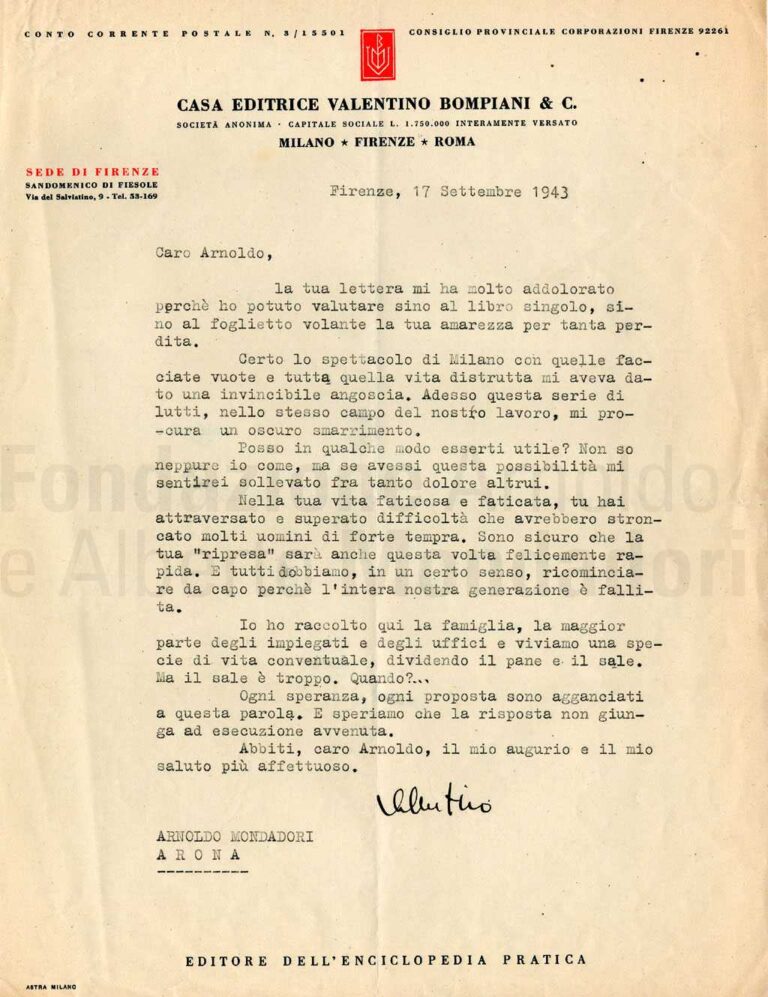 CONTO CORRENTE POSTALE N. 3/15501
CONSIGLIO PROVINCIALE CORPORAZIONI FIRENZE 92261
CASA EDITRICE VALENTINO BOMPIANI & C.
SOCIETÀ ANONIMA · CAPITALE SOCIALE L. 1.750.000 INTERAMENTE VERSATO
MILANO ★ FIRENZE ★ ROMA
SEDE DI FIRENZE
SANDOMENICO DI FIESOLE
Via del Salviatino, 9 - Tel. 53-169
Firenze, 17 Settembre 1943
Caro Arnoldo,
la tua lettera mi ha molto addolorato
perchè ho potuto valutare sino al libro singolo, si-
no al foglietto volante la tua amarezza per tanta per-
dita.
Certo lo spettacolo di Milano con quelle fac-
ciate vuote e tutta quella vita distrutta mi aveva da-
to una invincibile angoscia. Adesso questa serie di
lutti, nello stesso campo del nostro lavoro, mi pro-
-cura un oscuro smarrimento.
Posso in qualche modo esserti utile? Non so
neppure io come, ma se avessi questa possibilità mi
sentirei sollevato fra tanto dolore altrui.
Nella tua vita faticosa e faticata, tu hai
attraversato e superato difficoltà che avrebbero stron-
cato molti uomini di forte tempra. Sono sicuro che la
tua "ripresa" sarà anche questa volta felicemente ra-
pida. E tutti dobbiamo, in un certo senso, ricomincia-
re da capo perchè l'intera nostra generazione è falli-
ta.
Io ho raccolto qui la famiglia, la maggior
parte degli impiegati e degli uffici e viviamo una spe-
cie di vita conventuale, dividendo il pane e il sale.
Ma il sale è troppo. Quando?...
Ogni speranza, ogni proposta sono agganciati
a questa parola. E speriamo che la risposta non giun-
ga ad esecuzione avvenuta.
Abbiti, caro Arnoldo, il mio augurio e il mio
saluto più affettuoso.
Valentino
ARNOLDO MONDADORI
A R O N A
EDITORE DELL'ENCICLOPEDIA PRATICA
ASTRA MILANO